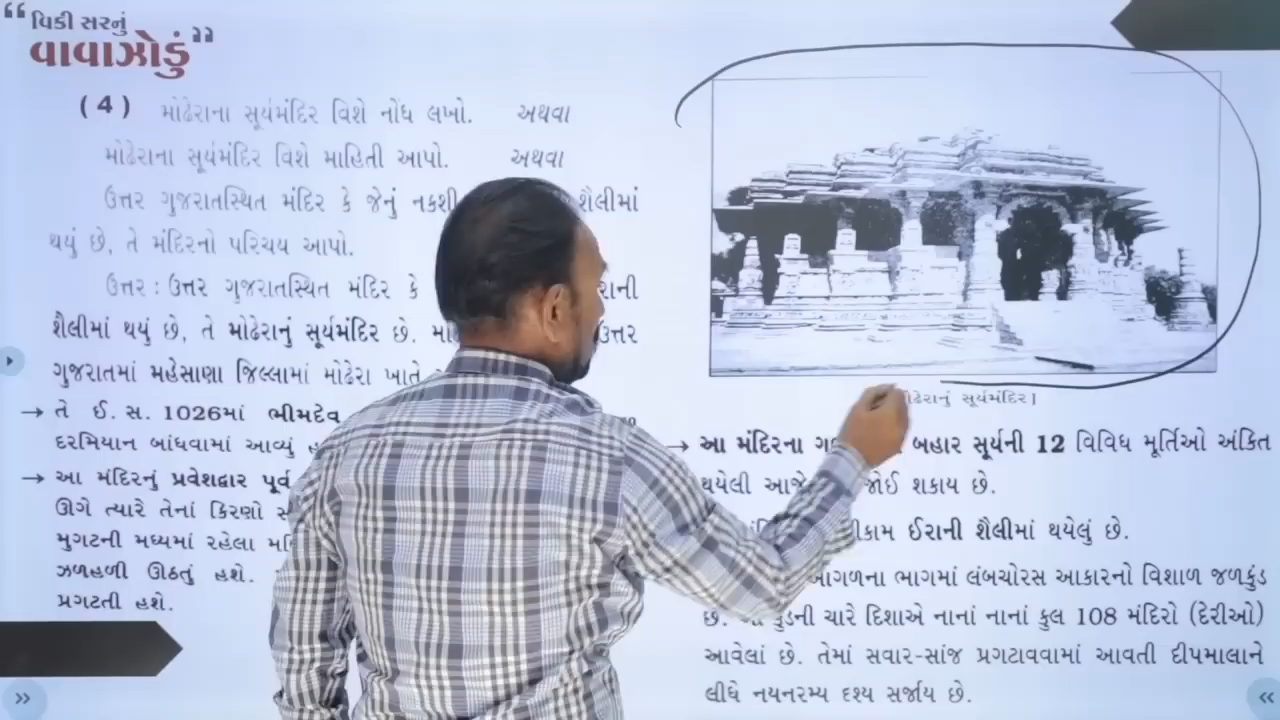 “ વિકી સરનું
વાવાઝોડું ”
(4) મોઢેરાના સૂર્યમંદિર વિશે નોંધ લખો. અથવા
મોઢેરાના સૂર્યમંદિર વિશે માહિતી આપો. અથવા
ઉત્તર ગુજરાતસ્થિત મંદિર કે જેનું નકશી શૈલીમાં
થયું છે, તે મંદિરનો પરિચય આપો.
ઉત્તર : ઉત્તર ગુજરાતસ્થિત મંદિર કે
શૈલીમાં થયું છે, તે મોઢેરાનું સૂર્યમંદિર છે. ઉત્તર
ગુજરાતમાં મહેસાણા જિલ્લામાં મોઢેરા ખાતે
→ તે ઈ. સ. 1026માં ભીમદેવ
દરમિયાન બાંધવામાં આવ્યું
→ આ મંદિરનું પ્રવેશદ્વાર પૂર્વ
ઊગે ત્યારે તેનાં કિરણો
મુગટની મધ્યમાં રહેલા
ઝળહળી ઊઠતું હશે.
પ્રગટતી હશે.
સૂર્યમંદિર]
→ આ મંદિરના બહાર સૂર્યની 12 વિવિધ મૂર્તિઓ અંકિત
થયેલી જોઈ શકાય છે.
ઈરાની શૈલીમાં થયેલું છે.
આગળના ભાગમાં લંબચોરસ આકારનો વિશાળ જળકુંડ
છે. કુંડની ચારે દિશાએ નાનાં નાનાં કુલ 108 મંદિરો (દેરીઓ)
આવેલાં છે. તેમાં સવાર-સાંજ પ્રગટાવવામાં આવતી દીપમાલાને
લીધે નયનરમ્ય દૃશ્ય સર્જાય છે.